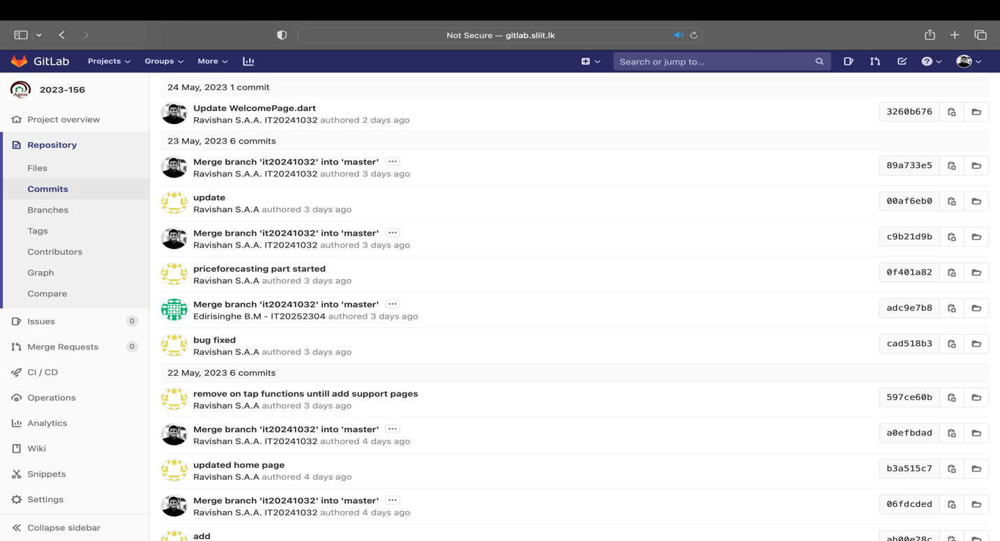 Not Secure — gitlab.sliit.lk
GitLab Projects Groups More Search or jump to...
Agrox
2023-156
Project overview
Repository
Files
Commits
Branches
Tags
Contributors
Graph
Compare
Issues 0
Merge Requests 0
CI / CD
Operations
Analytics
Wiki
Snippets
Settings
Collapse sidebar
24 May, 2023 1 commit
Update WelcomePage.dart
Ravishan S.A.A. IT20241032 authored 2 days ago
3260b676
23 May, 2023 6 commits
Merge branch 'it20241032' into 'master' ...
Ravishan S.A.A. IT20241032 authored 3 days ago
89a733e5
update
Ravishan S.A.A authored 3 days ago
00af6eb0
Merge branch 'it20241032' into 'master' ...
Ravishan S.A.A. IT20241032 authored 3 days ago
c9b21d9b
priceforecasting part started
Ravishan S.A.A authored 3 days ago
0f401a82
Merge branch 'it20241032' into 'master' ...
Edirisinghe B.M - IT20252304 authored 3 days ago
adc9e7b8
bug fixed
Ravishan S.A.A authored 3 days ago
cad518b3
22 May, 2023 6 commits
remove on tap functions untill add support pages
Ravishan S.A.A authored 3 days ago
597ce60b
Merge branch 'it20241032' into 'master' ...
Ravishan S.A.A. IT20241032 authored 4 days ago
a0efbdad
updated home page
Ravishan S.A.A authored 4 days ago
b3a515c7
Merge branch 'it20241032' into 'master' ...
Ravishan S.A.A. IT20241032 authored 4 days ago
06fdcded
add
ab00e28c